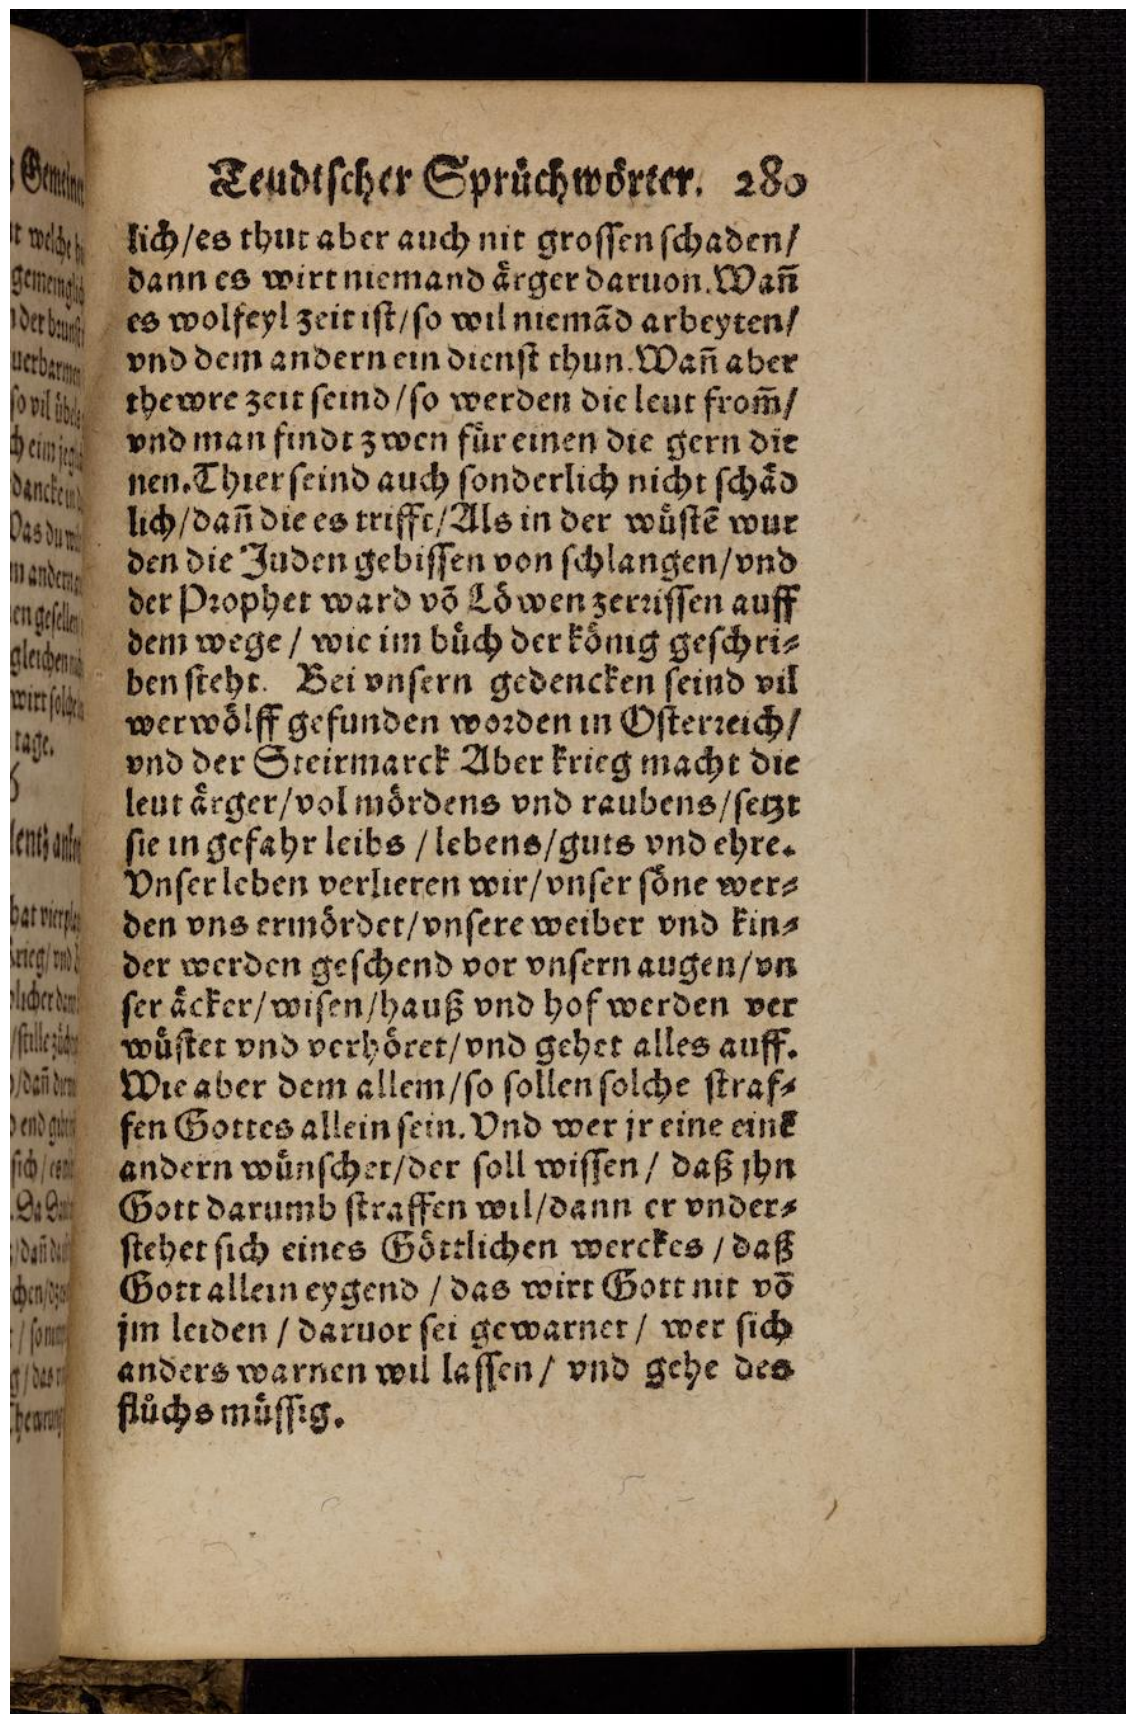 Teudtscher Sprüchwörter. 280
lich/es thut aber auch nit grossen schaden/
dann es wirt niemand ärger daruon. Wañ
es wolfeyl zeit ist/so wil niemãd arbeyten/
vnd dem andern ein dienst thun. Wañ aber
thewre zeit seind/so werden die leut from̃/
vnd man findt zwen für einen die gern die
nen. Thier seind auch sonderlich nicht schäd
lich/dañ die es trifft/Als in der wüstẽ wur
den die Juden gebissen von schlangen/vnd
der Prophet ward võ Löwen zerrissen auff
dem wege / wie im bůch der könig geschri⸗
ben steht. Bei vnsern gedencken seind vil
werwölff gefunden worden in Osterreich/
vnd der Steirmarck Aber krieg macht die
leut ärger/vol mördens vnd raubens/setzt
sie in gefahr leibs / lebens/guts vnd ehre.
Vnser leben verlieren wir/vnser söne wer⸗
den vns ermördet/vnsere weiber vnd kin⸗
der werden geschend vor vnsern augen/vn
ser äcker/wisen/hauß vnd hof werden ver
wüstet vnd verhöret/vnd gehet alles auff.
Wie aber dem allem/so sollen solche straf⸗
fen Gottes allein sein. Vnd wer jr eine einē
andern wünschet/der soll wissen / daß jhn
Gott darumb straffen wil/dann er vnder⸗
stehet sich eines Göttlichen werckes / daß
Gott allein eygend / das wirt Gott nit võ
jm leiden / daruor sei gewarnet / wer sich
anders warnen wil lassen / vnd gehe des
flůchs müssig.